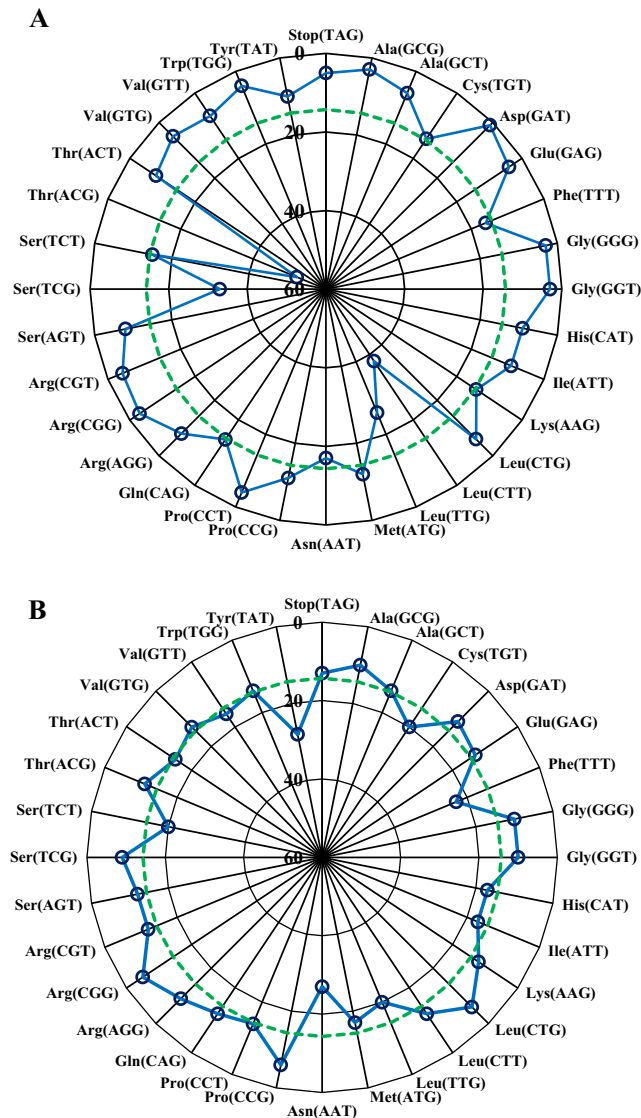 A
Stop(TAG)
Ala(GCG)
Ala(GCT)
Cys(TGT)
Asp(GAT)
Glu(GAG)
Phe(TTT)
Gly(GGG)
Gly(GGT)
His(CAT)
Ile(ATT)
Lys(AAG)
Leu(CTG)
Leu(CTT)
Leu(TTG)
Met(ATG)
Asn(AAT)
Pro(CCG)
Pro(CCT)
Gln(CAG)
Arg(AGG)
Arg(CGG)
Arg(CGT)
Ser(AGT)
Ser(TCG)
Ser(TCT)
Thr(ACG)
Thr(ACT)
Val(GTG)
Val(GTT)
Trp(TGG)
Tyr(TAT)
0
20
40
60
B
Stop(TAG)
Ala(GCG)
Ala(GCT)
Cys(TGT)
Asp(GAT)
Glu(GAG)
Phe(TTT)
Gly(GGG)
Gly(GGT)
His(CAT)
Ile(ATT)
Lys(AAG)
Leu(CTG)
Leu(CTT)
Leu(TTG)
Met(ATG)
Asn(AAT)
Pro(CCG)
Pro(CCT)
Gln(CAG)
Arg(AGG)
Arg(CGG)
Arg(CGT)
Ser(AGT)
Ser(TCG)
Ser(TCT)
Thr(ACG)
Thr(ACT)
Val(GTG)
Val(GTT)
Trp(TGG)
Tyr(TAT)
0
20
40
60